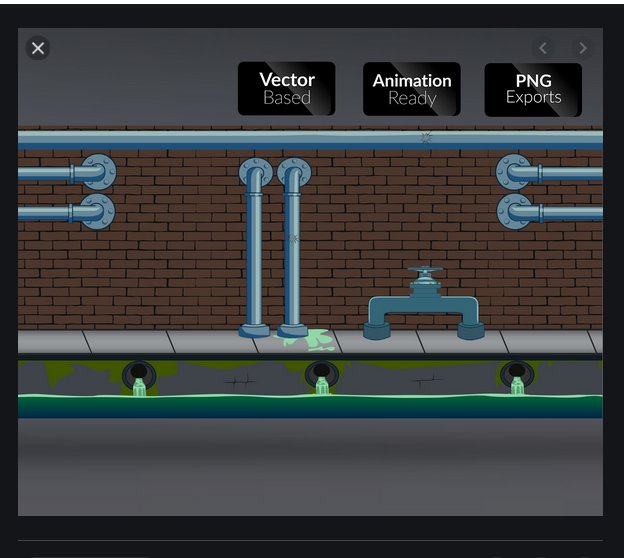 Vector
Based
Animation
Ready
PNG
Exports